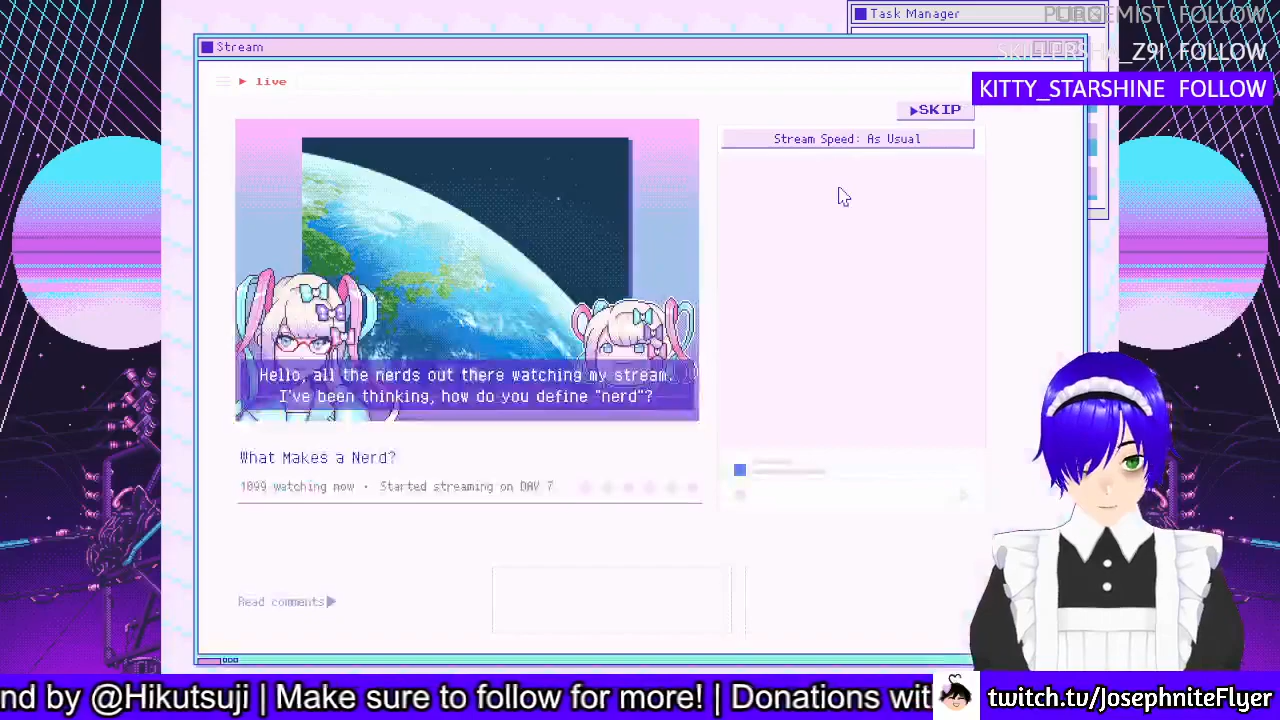 Task Manager
PURGEMIST FOLLOW
Stream
FOLLOW
live
KITTY_STARSHINE FOLLOW
▶SKIP
Stream Speed: As Usual
Hello, all the nerds out there watching my stream.
I've been thinking, how do you define "nerd"?
What Makes a Nerd?
1099 watching now • Started streaming on DAY 7
Read comments▶
nd by @Hikutsuji | Make sure to follow for more! | Donations wit
twitch.tv/JosephniteFlyer